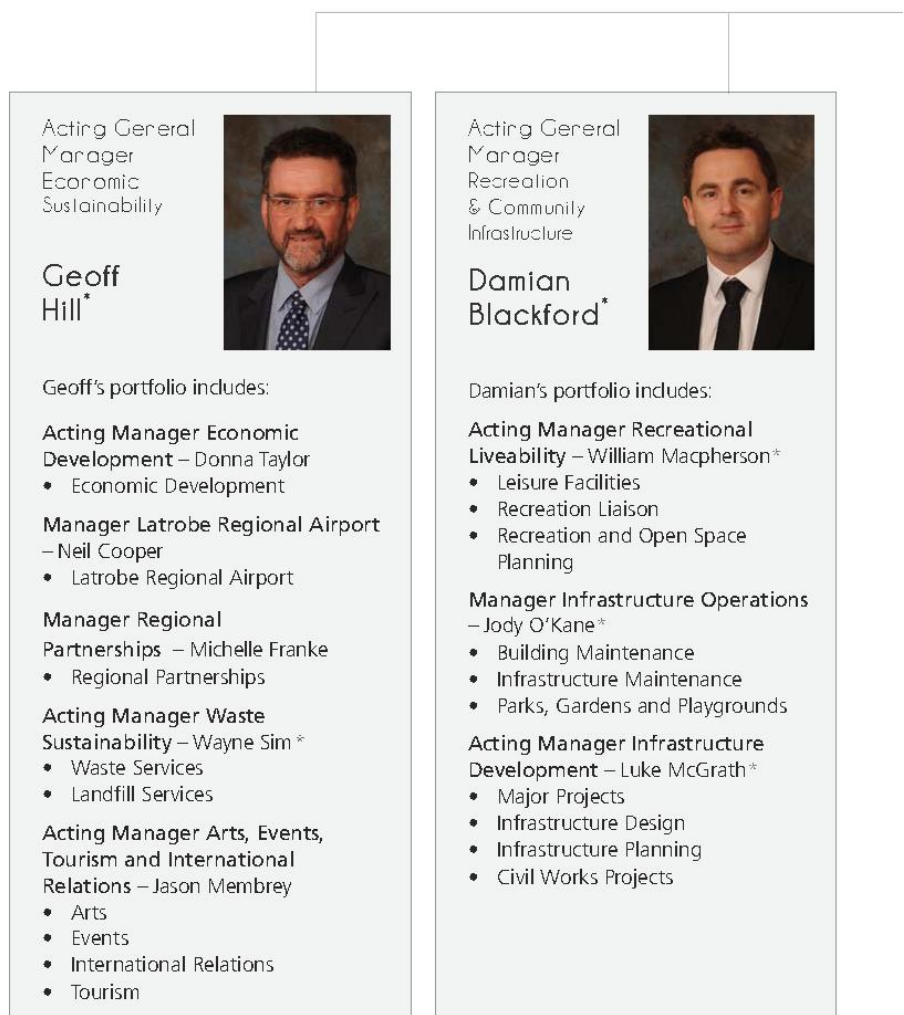 Acting General
Manager
Economic
Sustainability
Geoff
Hill*
Geoff's portfolio includes:
Acting Manager Economic
Development – Donna Taylor
• Economic Development
Manager Latrobe Regional Airport
– Neil Cooper
• Latrobe Regional Airport
Manager Regional
Partnerships – Michelle Franke
• Regional Partnerships
Acting Manager Waste
Sustainability – Wayne Sim*
• Waste Services
• Landfill Services
Acting Manager Arts, Events,
Tourism and International
Relations – Jason Membrey
• Arts
• Events
• International Relations
• Tourism
Acting General
Manager
Recreation
& Community
Infrastructure
Damian
Blackford*
Damian's portfolio includes:
Acting Manager Recreational
Liveability – William Macpherson*
• Leisure Facilities
• Recreation Liaison
• Recreation and Open Space
Planning
Manager Infrastructure Operations
– Jody O'Kane*
• Building Maintenance
• Infrastructure Maintenance
• Parks, Gardens and Playgrounds
Acting Manager Infrastructure
Development – Luke McGrath*
• Major Projects
• Infrastructure Design
• Infrastructure Planning
• Civil Works Projects